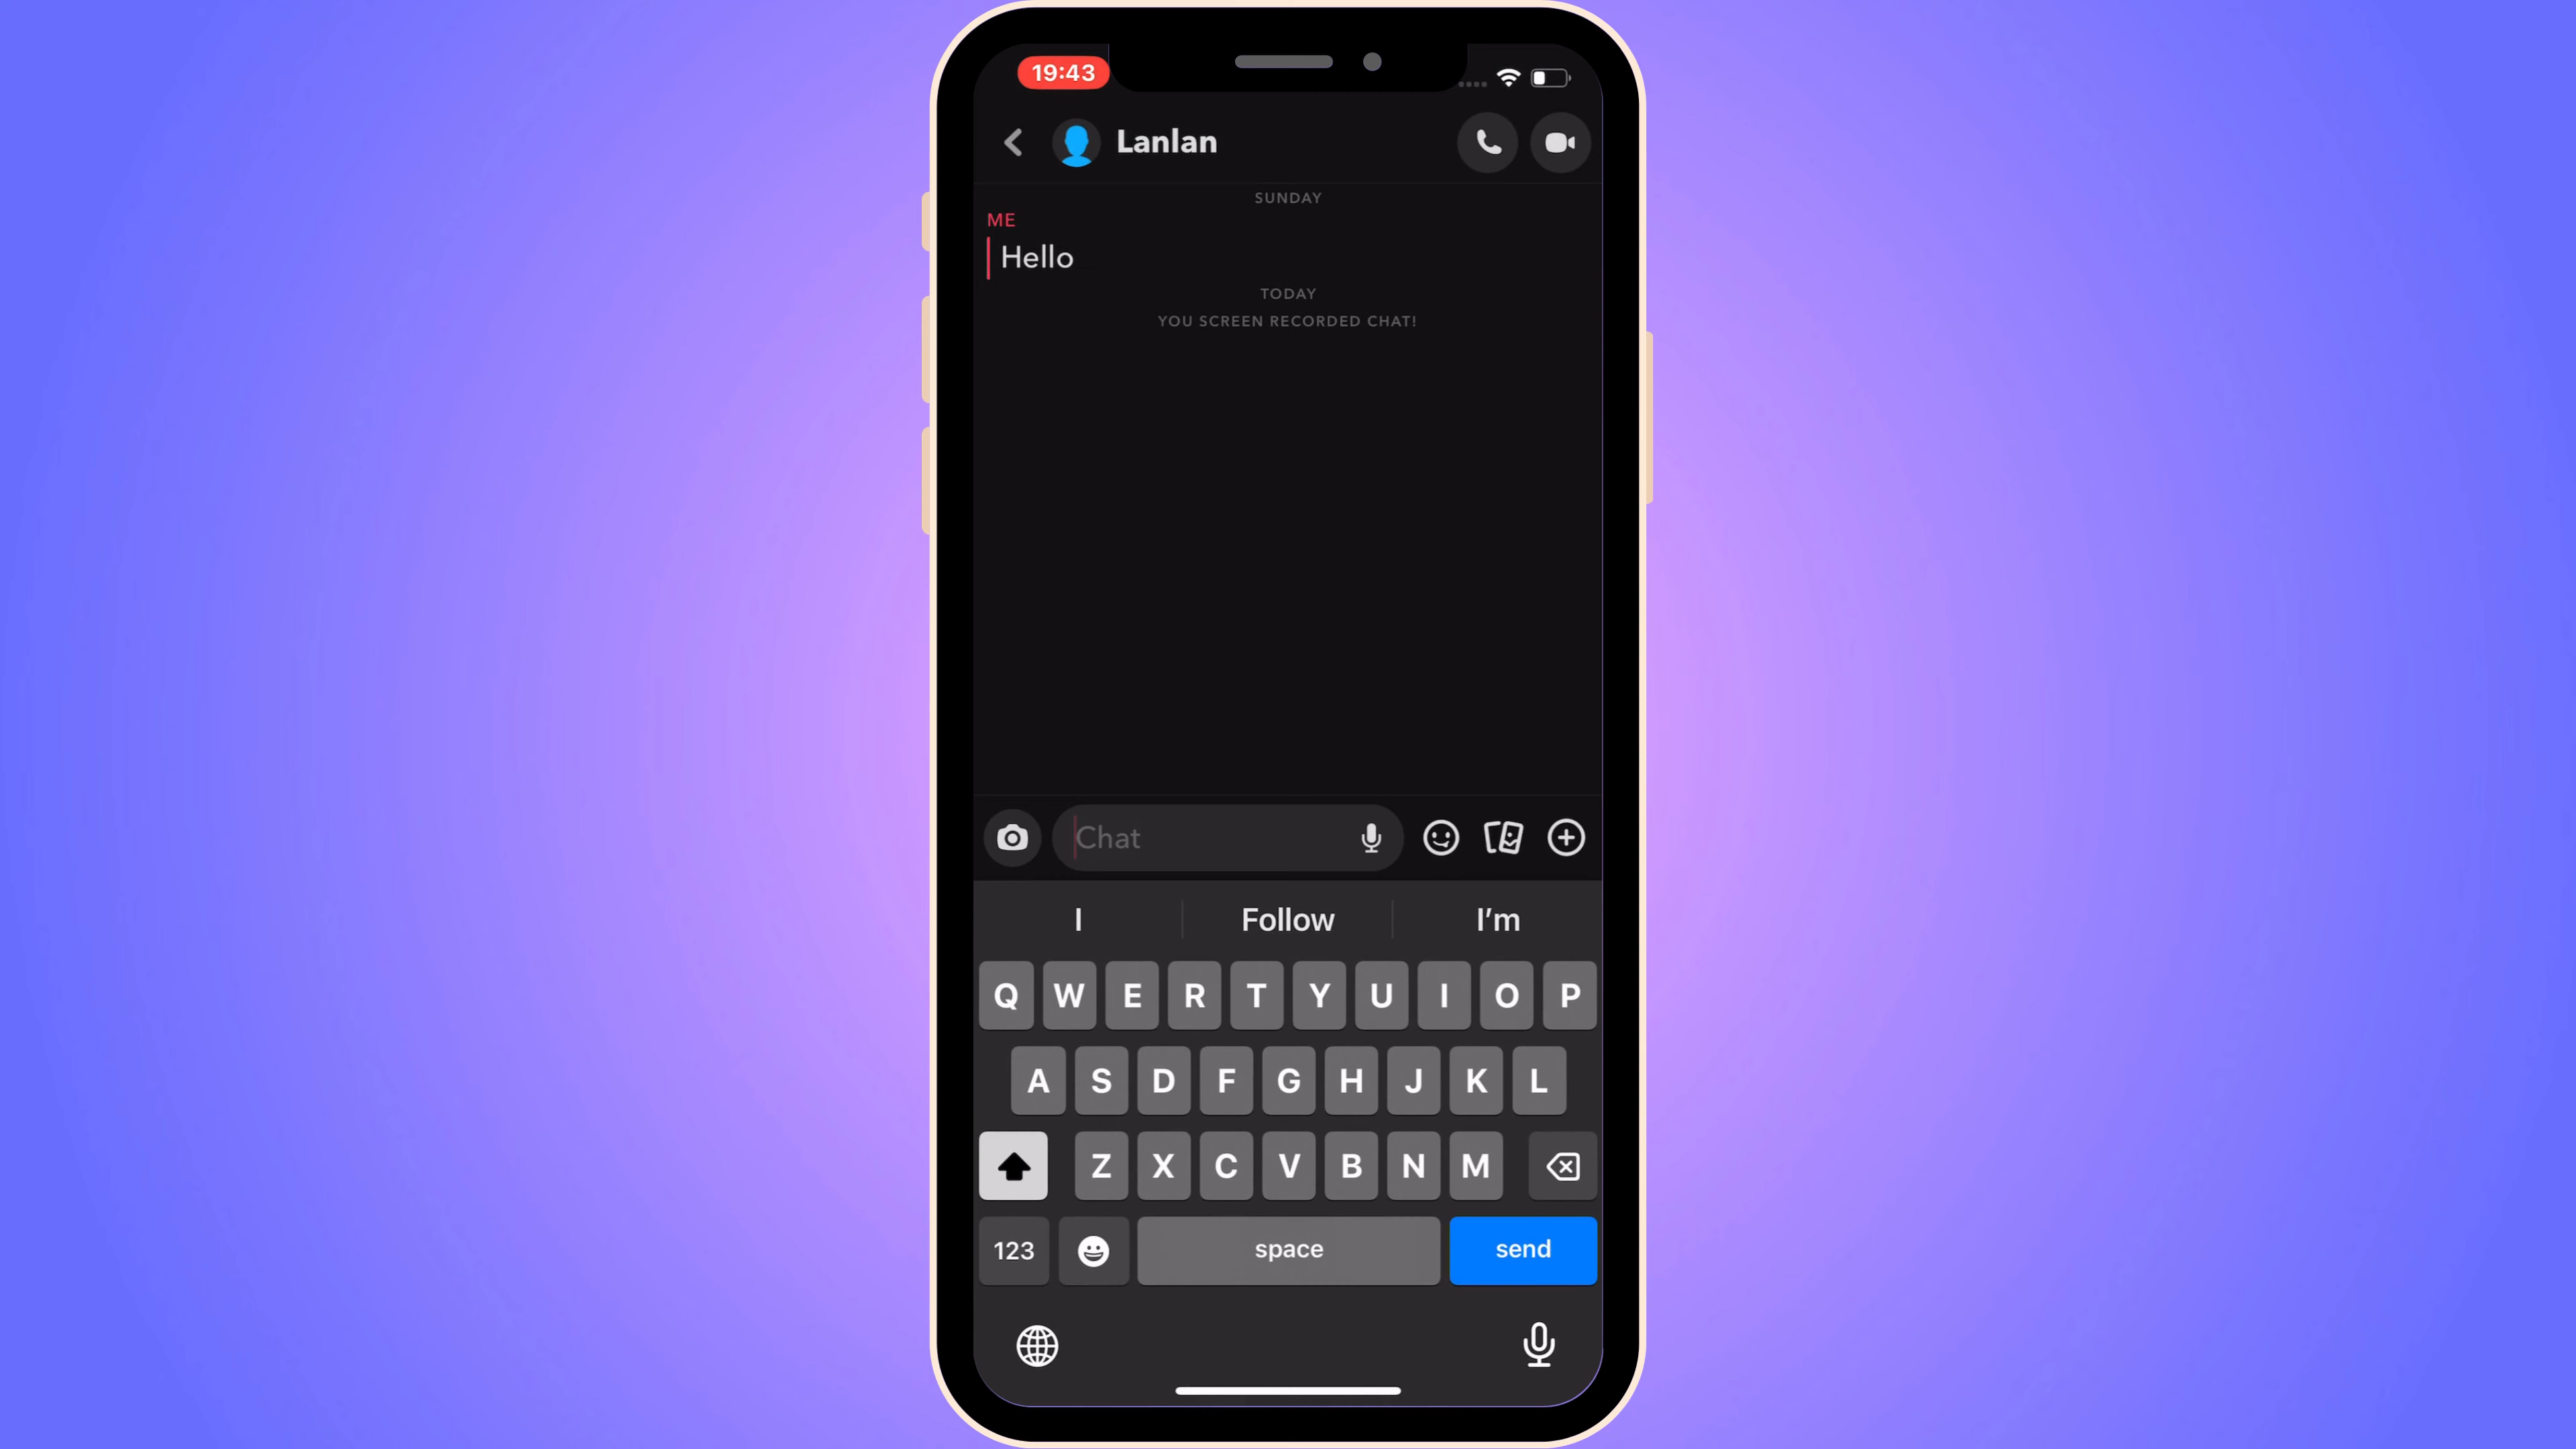 19:43
Lanlan
SUNDAY
ME
Hello
TODAY
YOU SCREEN RECORDED CHAT!
Chat
I Follow I'm
Q W E R T Y U I O P
A S D F G H J K L
Z X C V B N M
123 space send